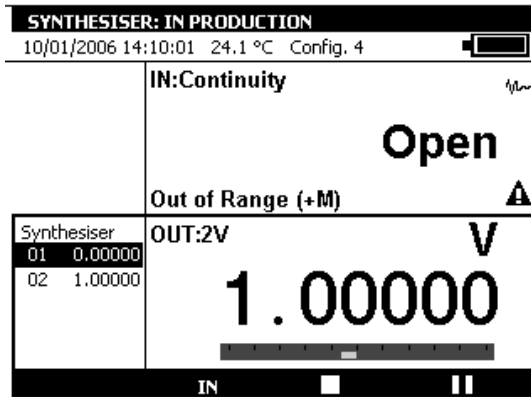 SYNTHESISER: IN PRODUCTION
10/01/2006 14:10:01 24.1 °C Config. 4
IN:Continuity
Open
Out of Range (+M)
Synthesiser
01 0.00000
02 1.00000
OUT:2V
V
1.00000
IN